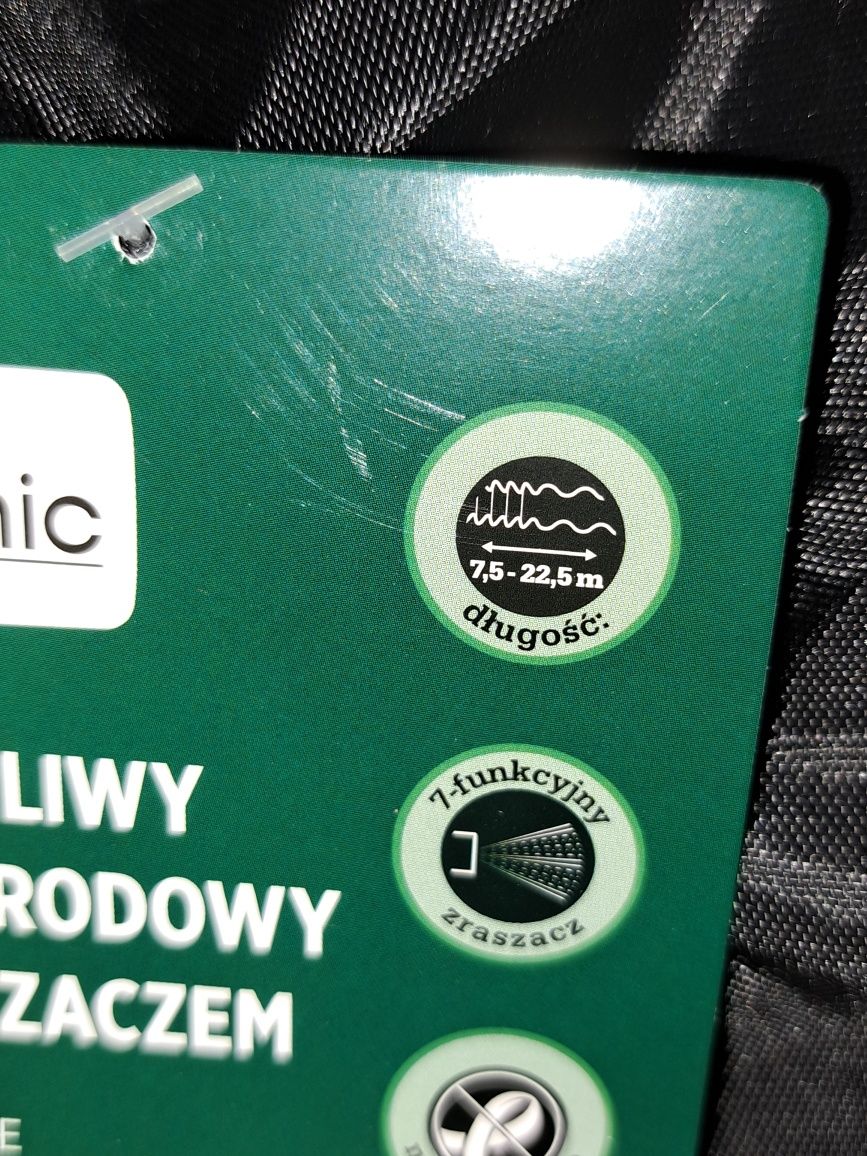 nic
7,5 - 22,5 m
długość:
7-funkcyjny
zraszacz
LIWY
RODOWY
ZACZEM
E